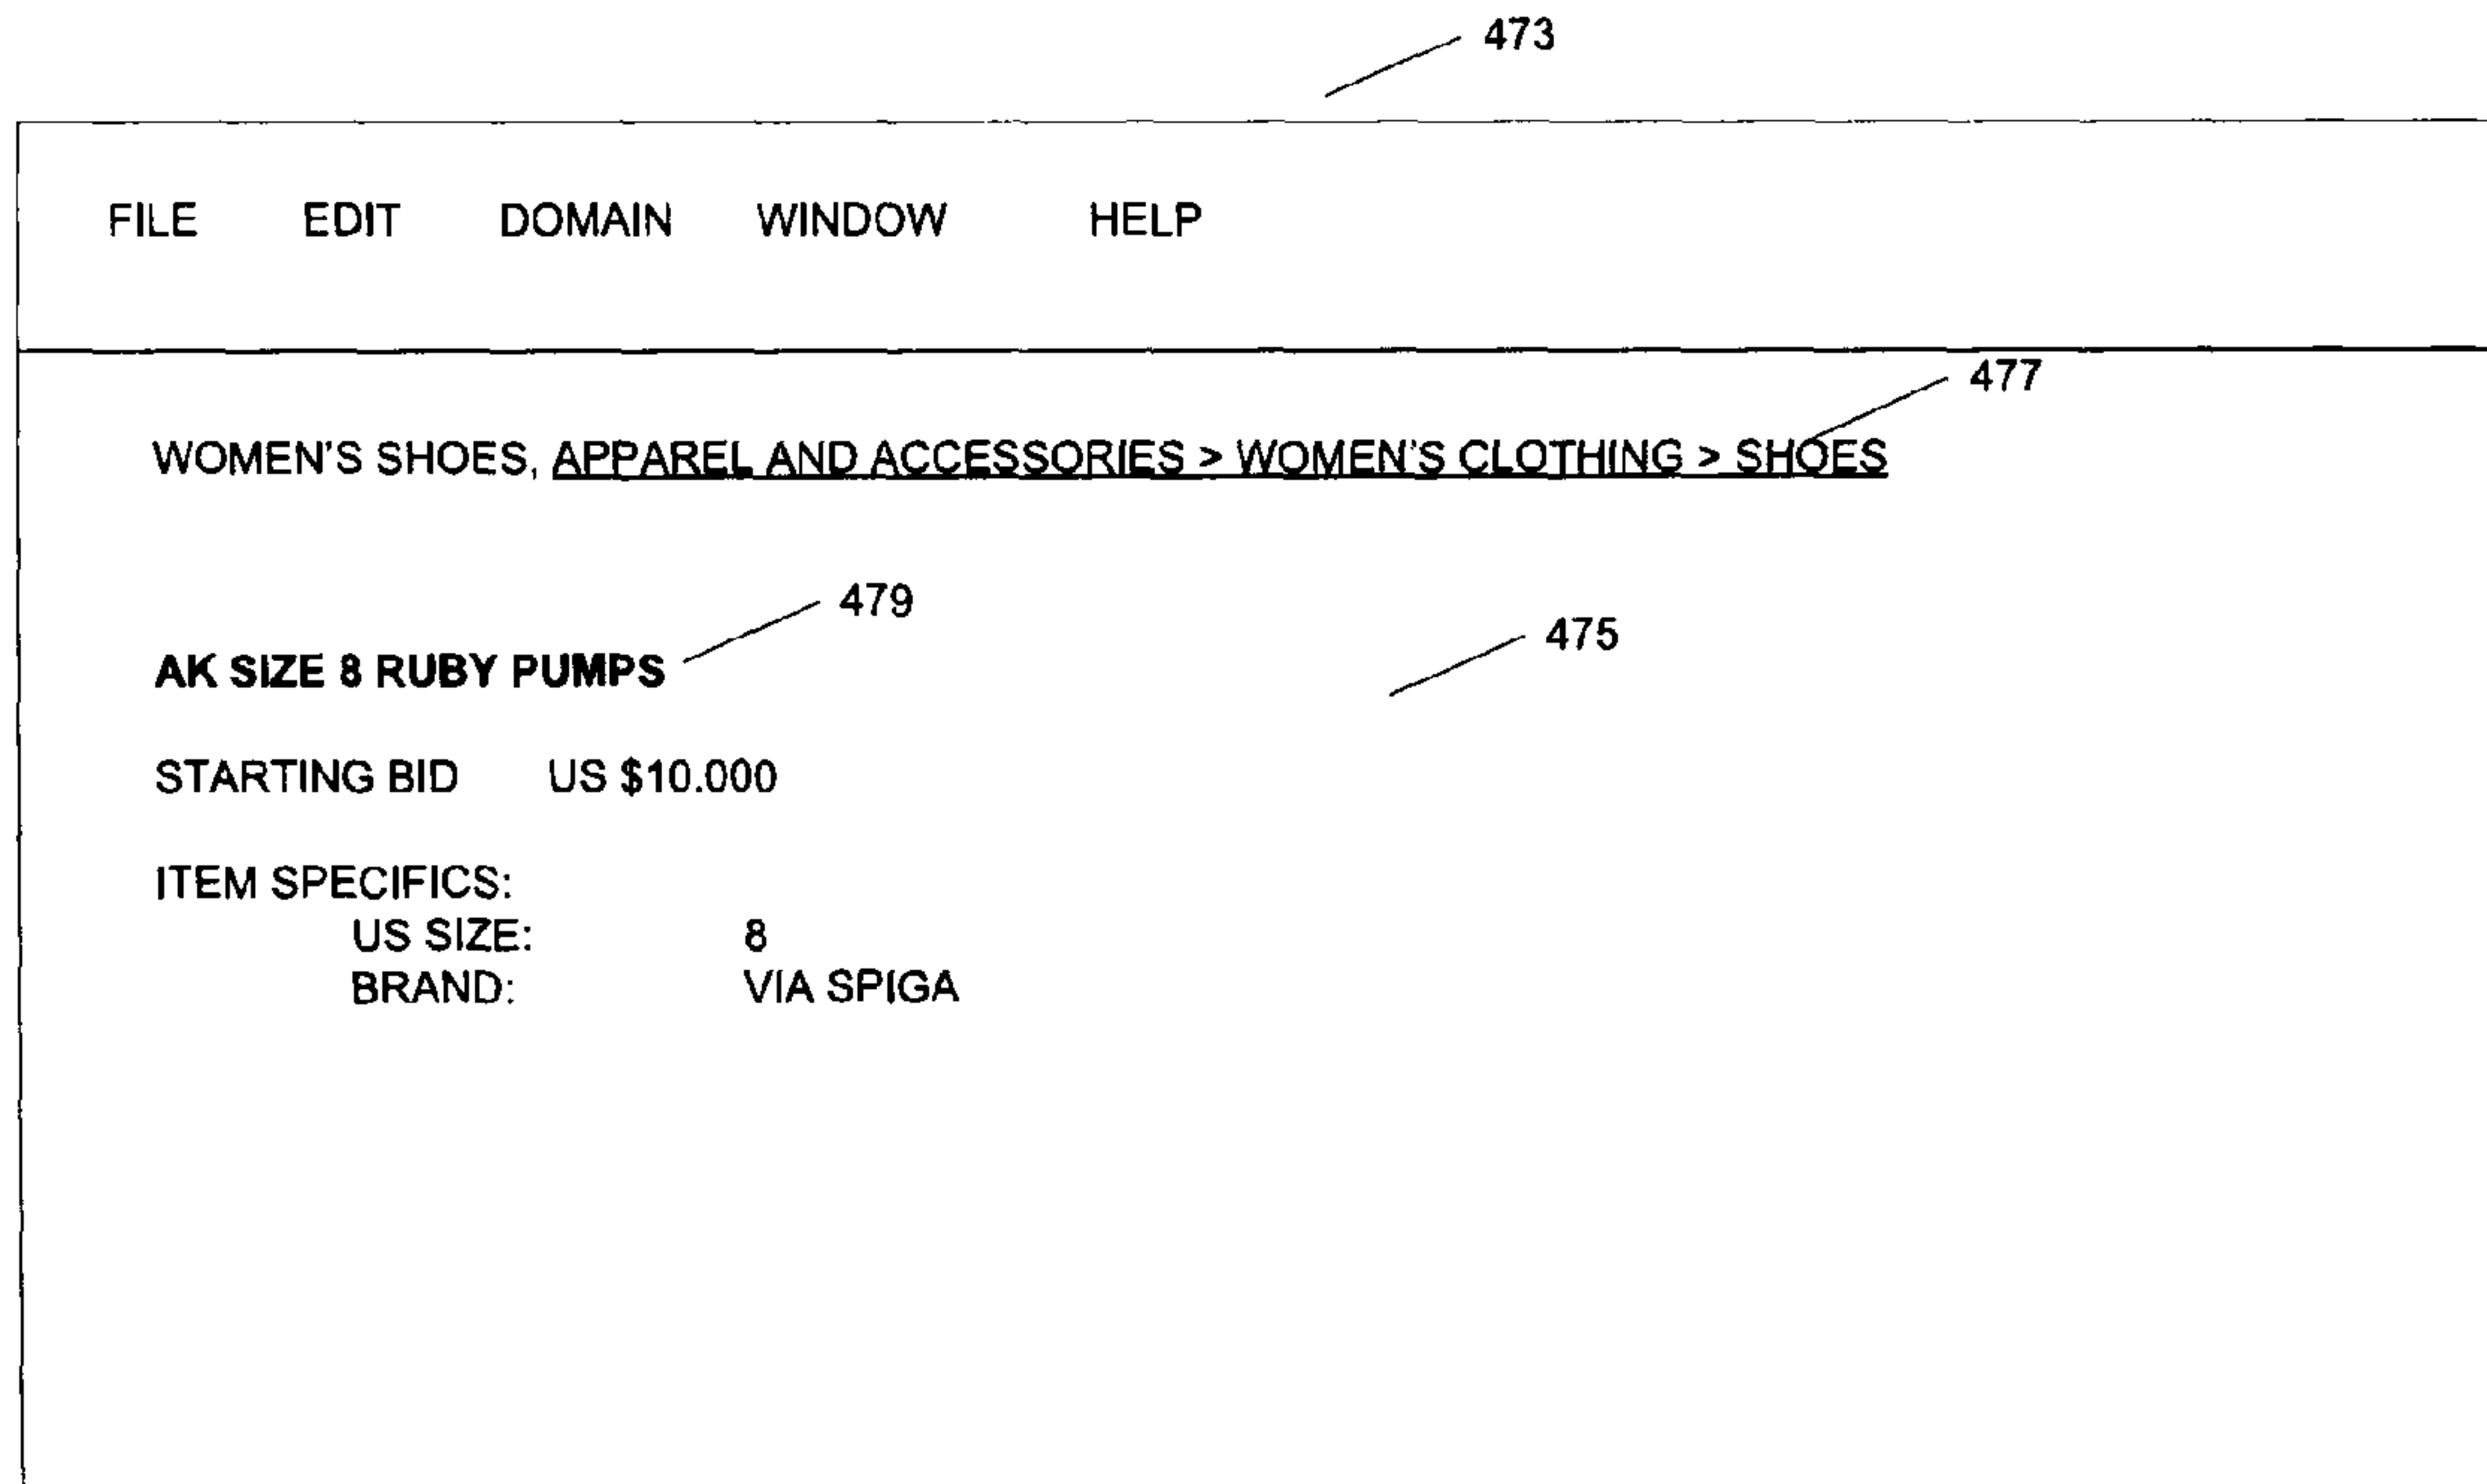 473
FILE EDIT DOMAIN WINDOW HELP
477
WOMEN'S SHOES, APPAREL AND ACCESSORIES > WOMEN'S CLOTHING > SHOES
479
475
AK SIZE 8 RUBY PUMPS
STARTING BID US $10.000
ITEM SPECIFICS:
US SIZE: 8
BRAND: VIA SPIGA